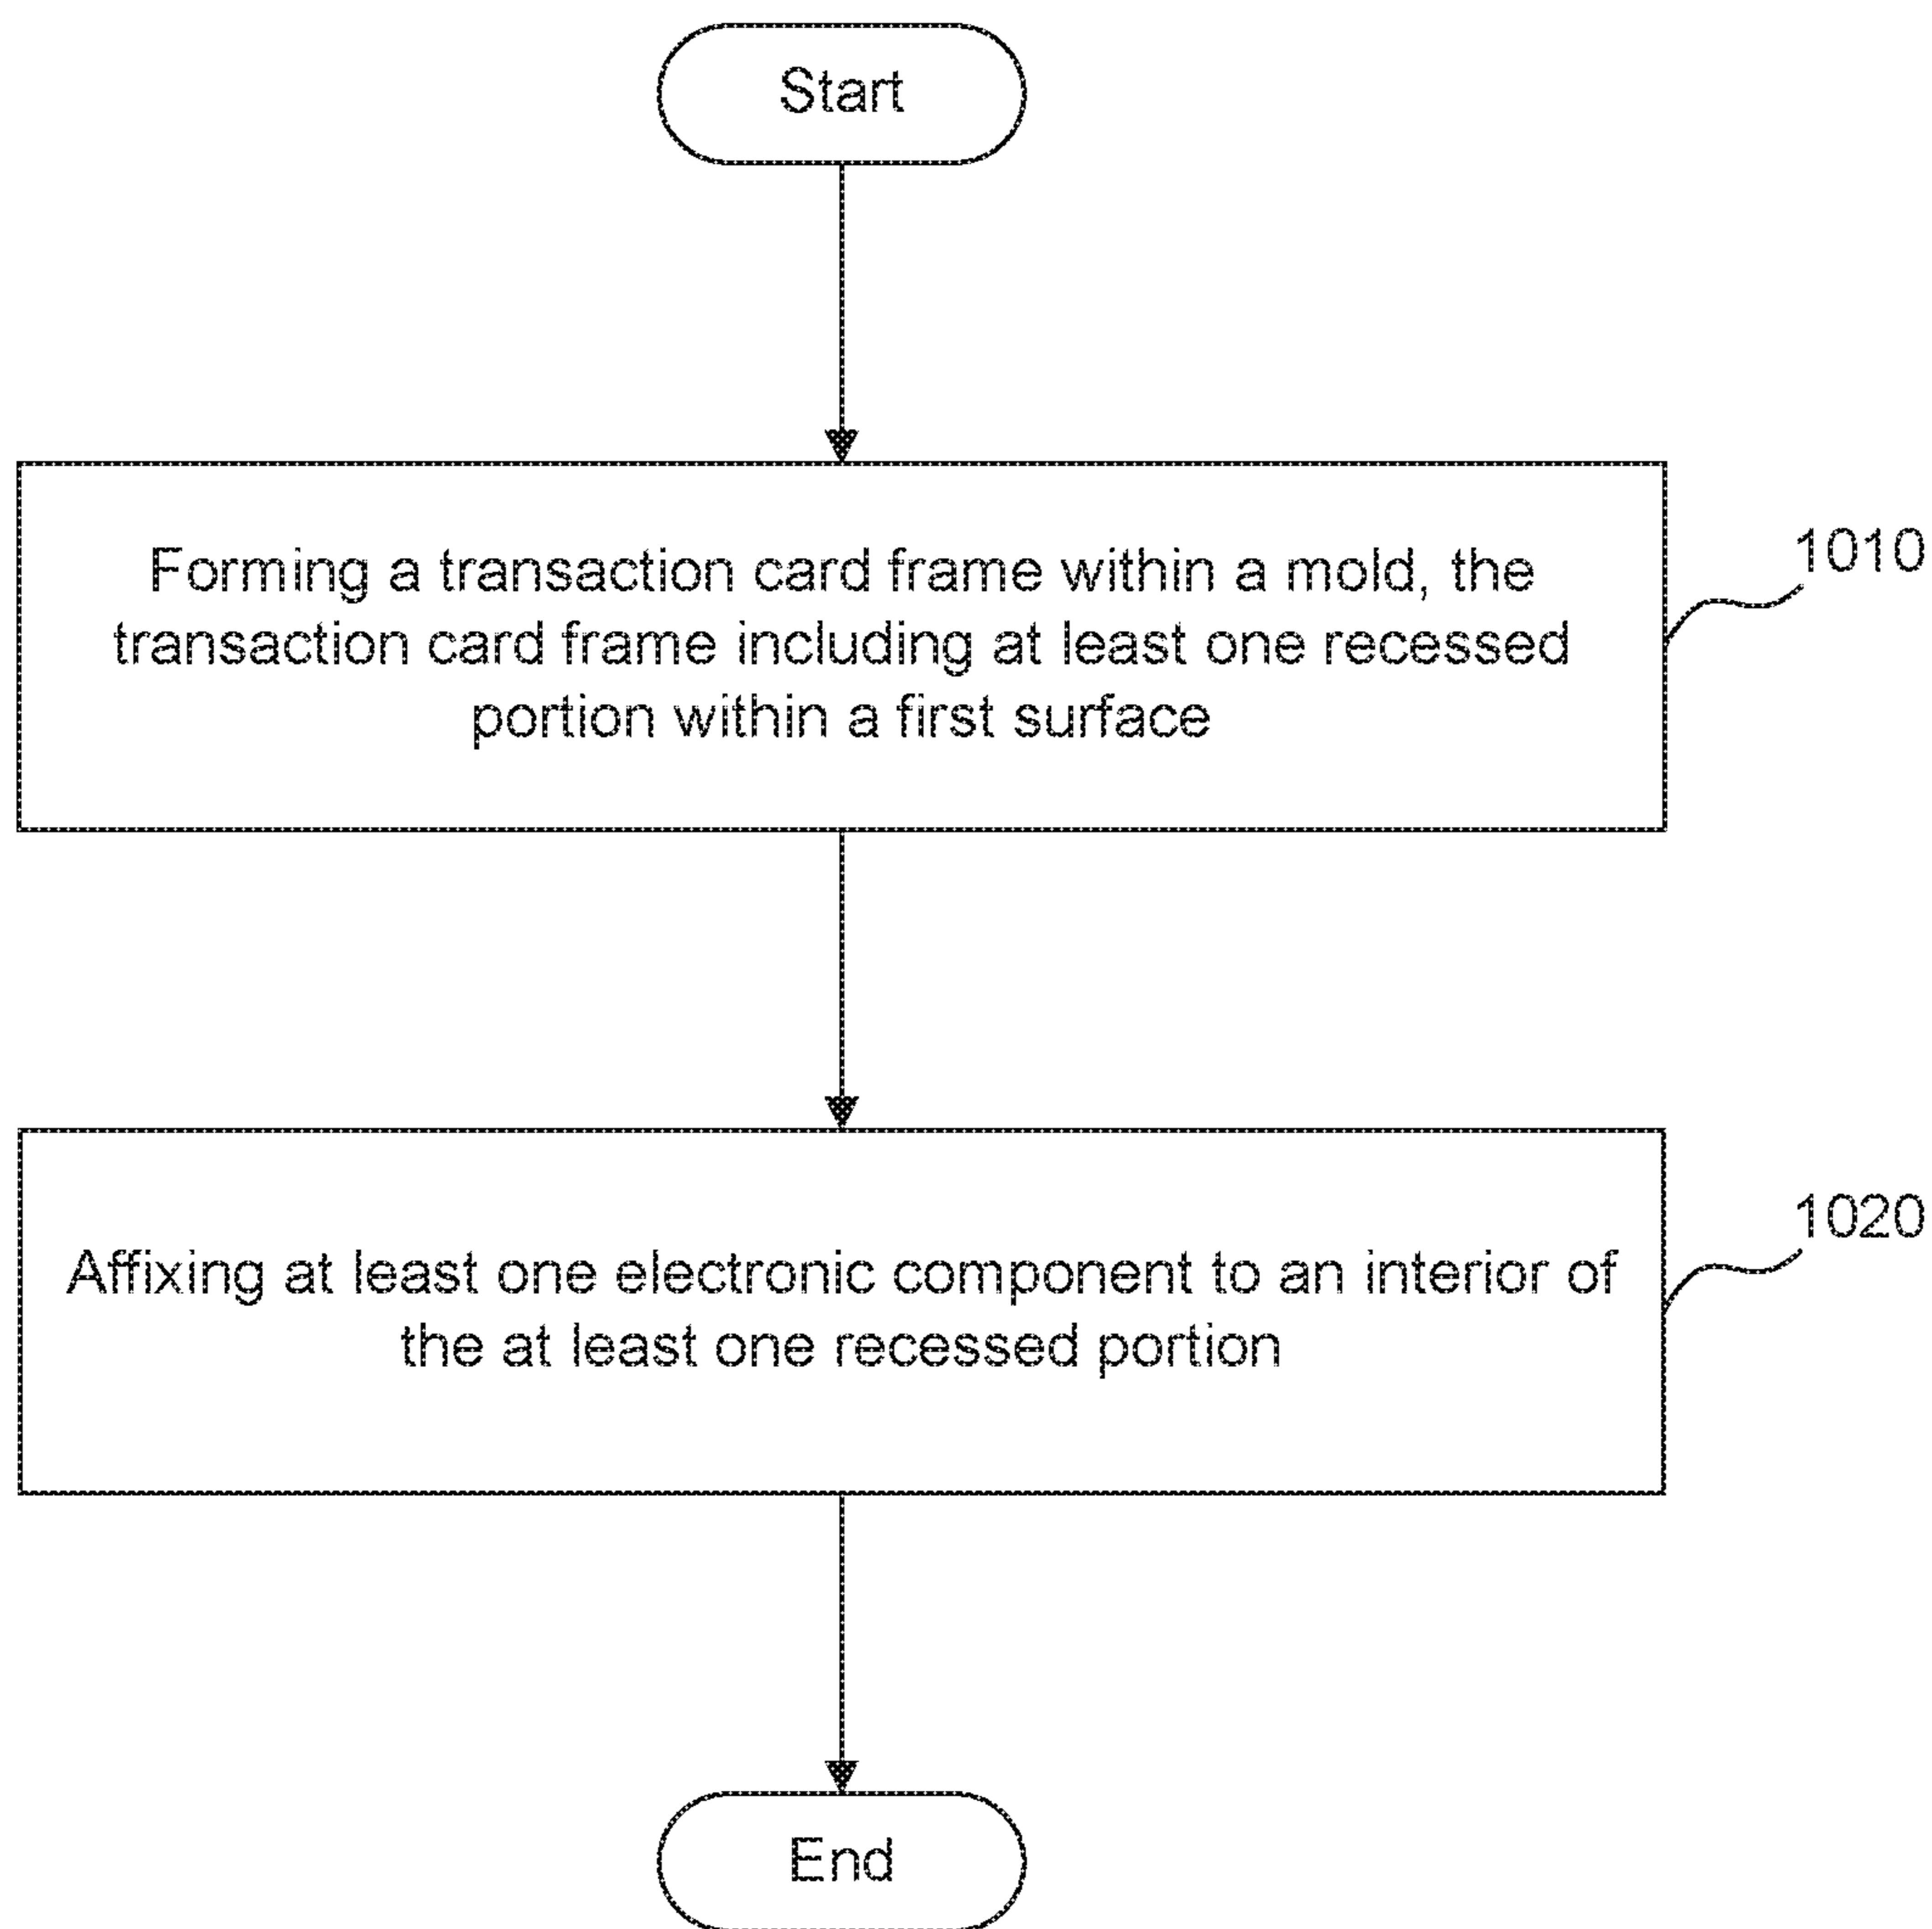 Start
Forming a transaction card frame within a mold, the
transaction card frame including at least one recessed
portion within a first surface
1010
Affixing at least one electronic component to an interior of
the at least one recessed portion
1020
End